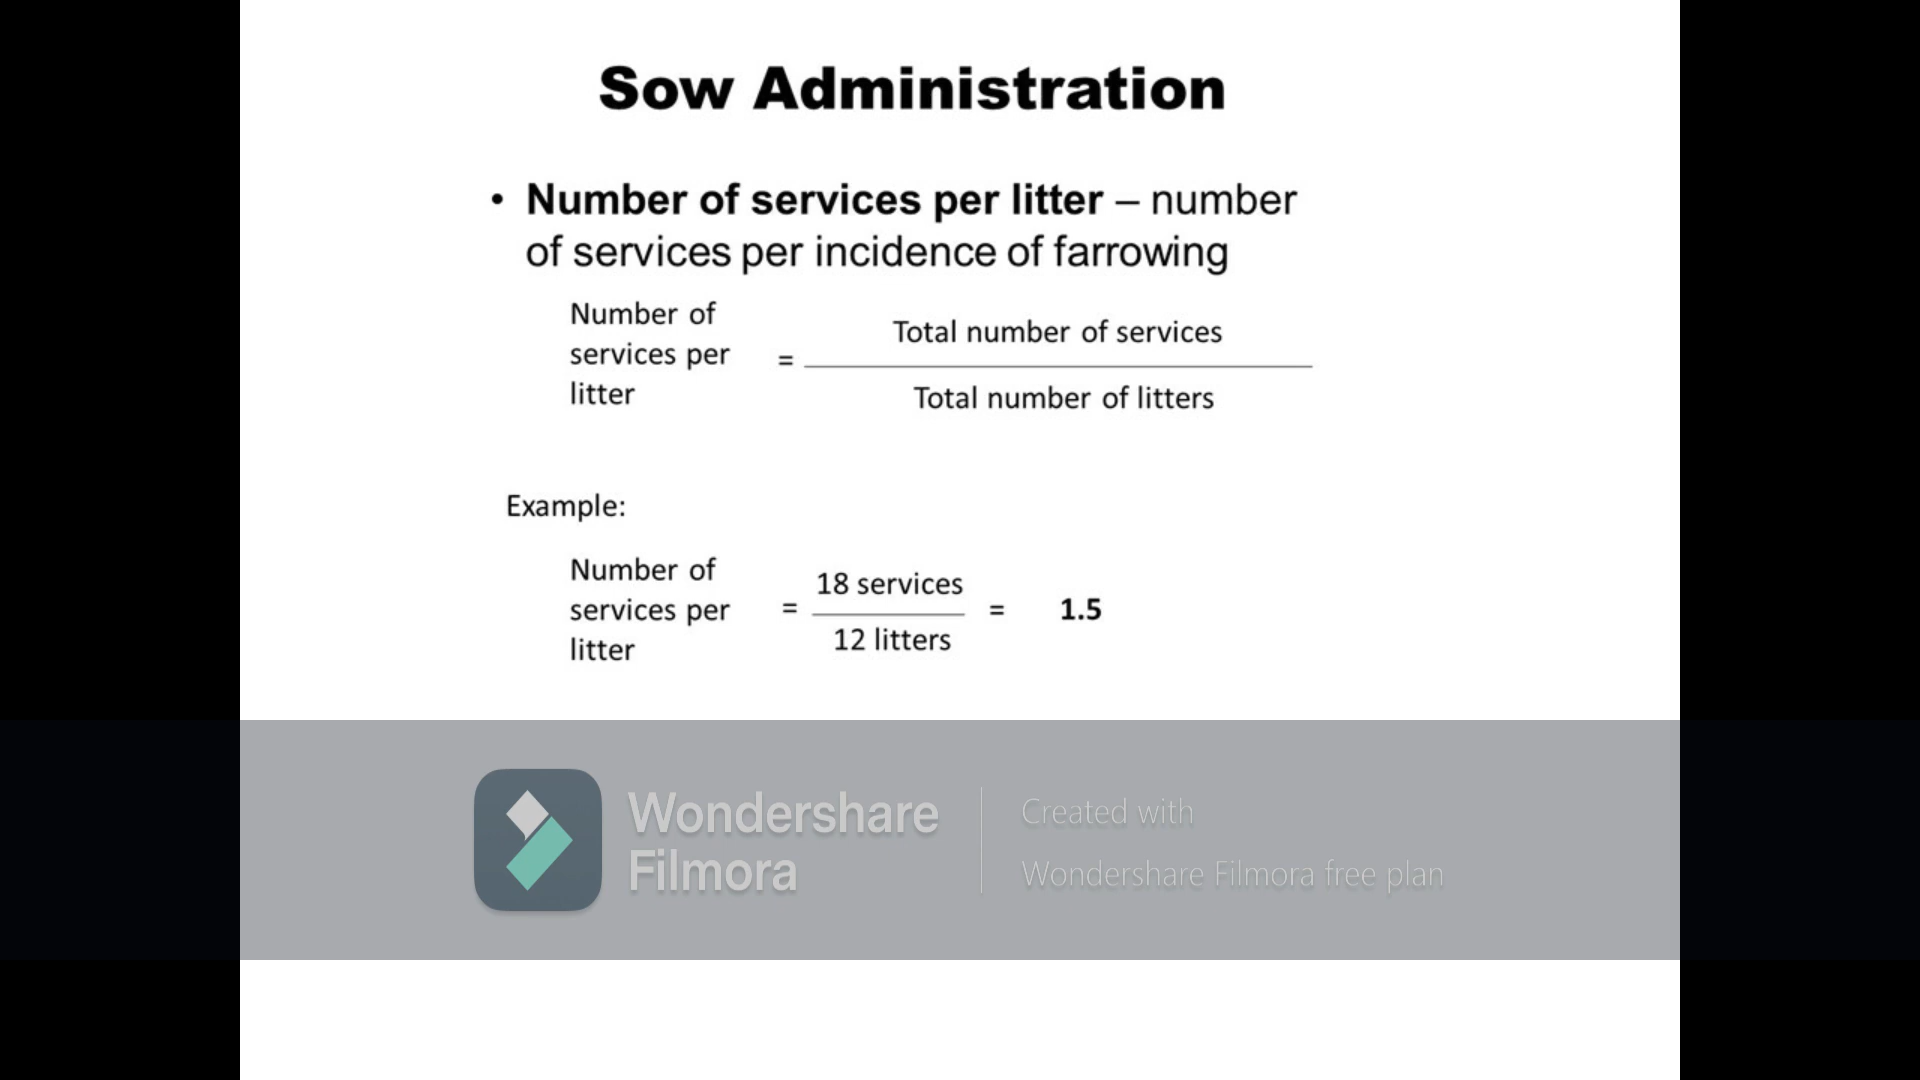 Sow Administration
• Number of services per litter – number
of services per incidence of farrowing
Number of
services per
litter
=
Total number of services
Total number of litters
Example:
Number of
services per
litter
=
18 services
12 litters
=
1.5
Wondershare
Filmora
Created with
Wondershare Filmora free plan